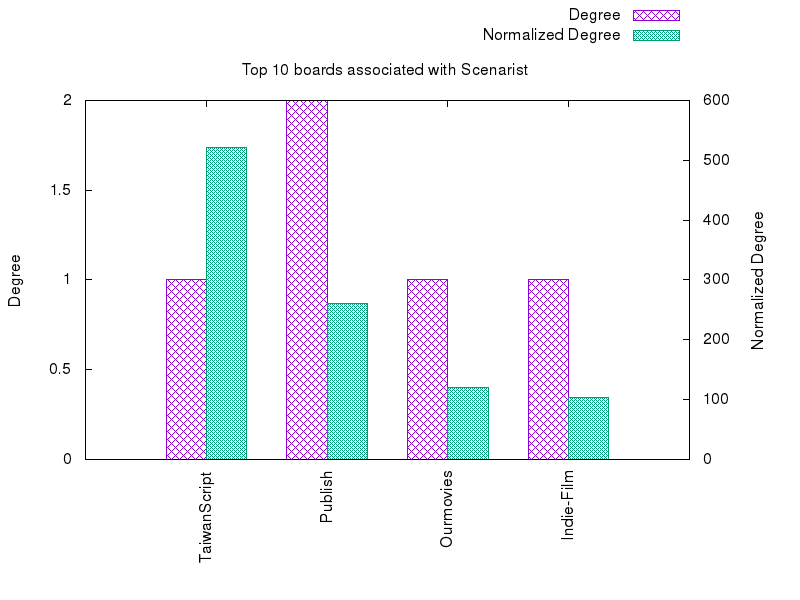 Degree
Normalized Degree
Top 10 boards associated with Scenarist
2
1.5
1
0.5
0
600
500
400
300
200
100
0
Degree
Normalized Degree
TaiwanScript
Publish
Ourmovies
Indie-Film